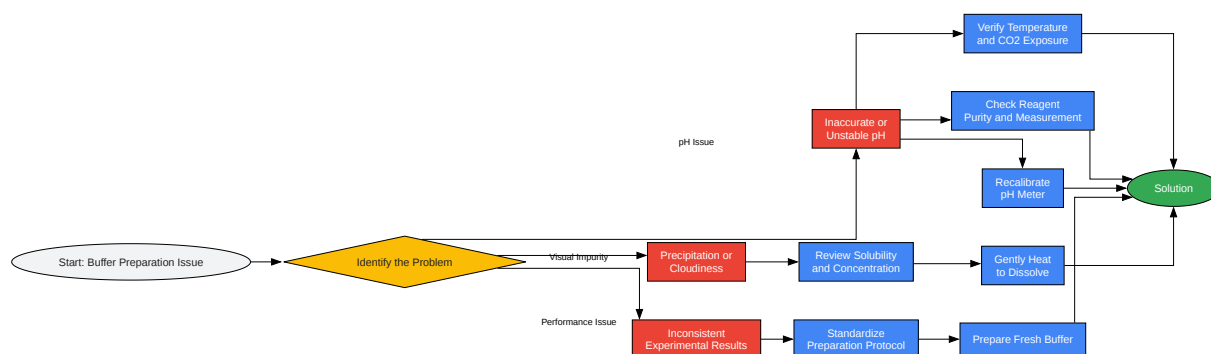 Verify Temperature
and CO2 Exposure
Check Reagent
Purity and Measurement
Inaccurate or
Unstable pH
pH Issue
Recalibrate
pH Meter
Solution
Start: Buffer Preparation Issue
Identify the Problem
Visual Impurity
Precipitation or
Cloudiness
Review Solubility
and Concentration
Gently Heat
to Dissolve
Performance Issue
Inconsistent
Experimental Results
Standardize
Preparation Protocol
Prepare Fresh Buffer